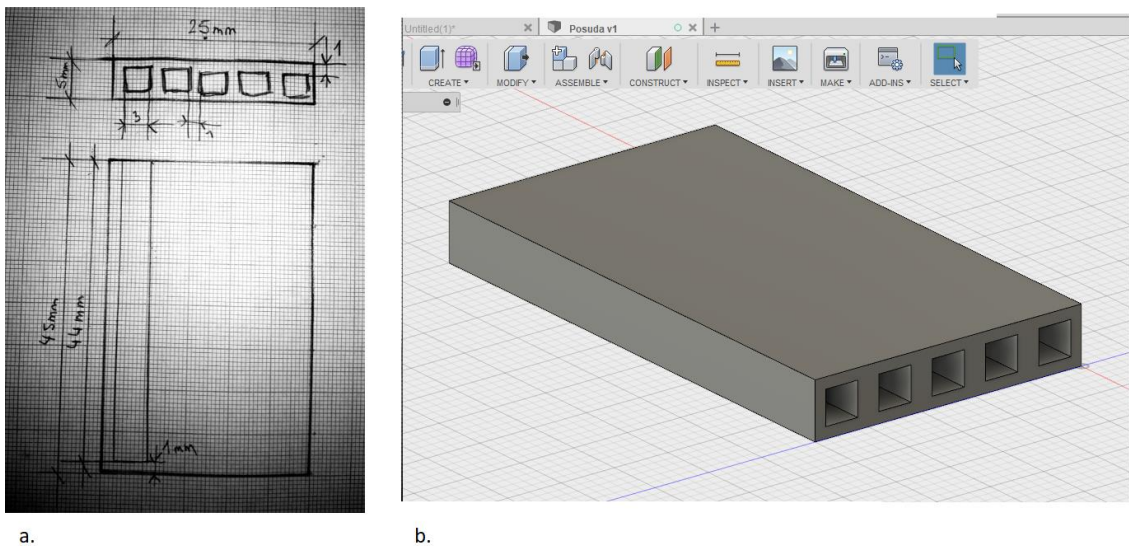 25mm
1
5mm
3
1
45mm
44mm
1mm
Untitled(1)*
Posuda v1
CREATE MODIFY ASSEMBLE CONSTRUCT INSPECT INSERT MAKE ADD-INS SELECT
a.
b.